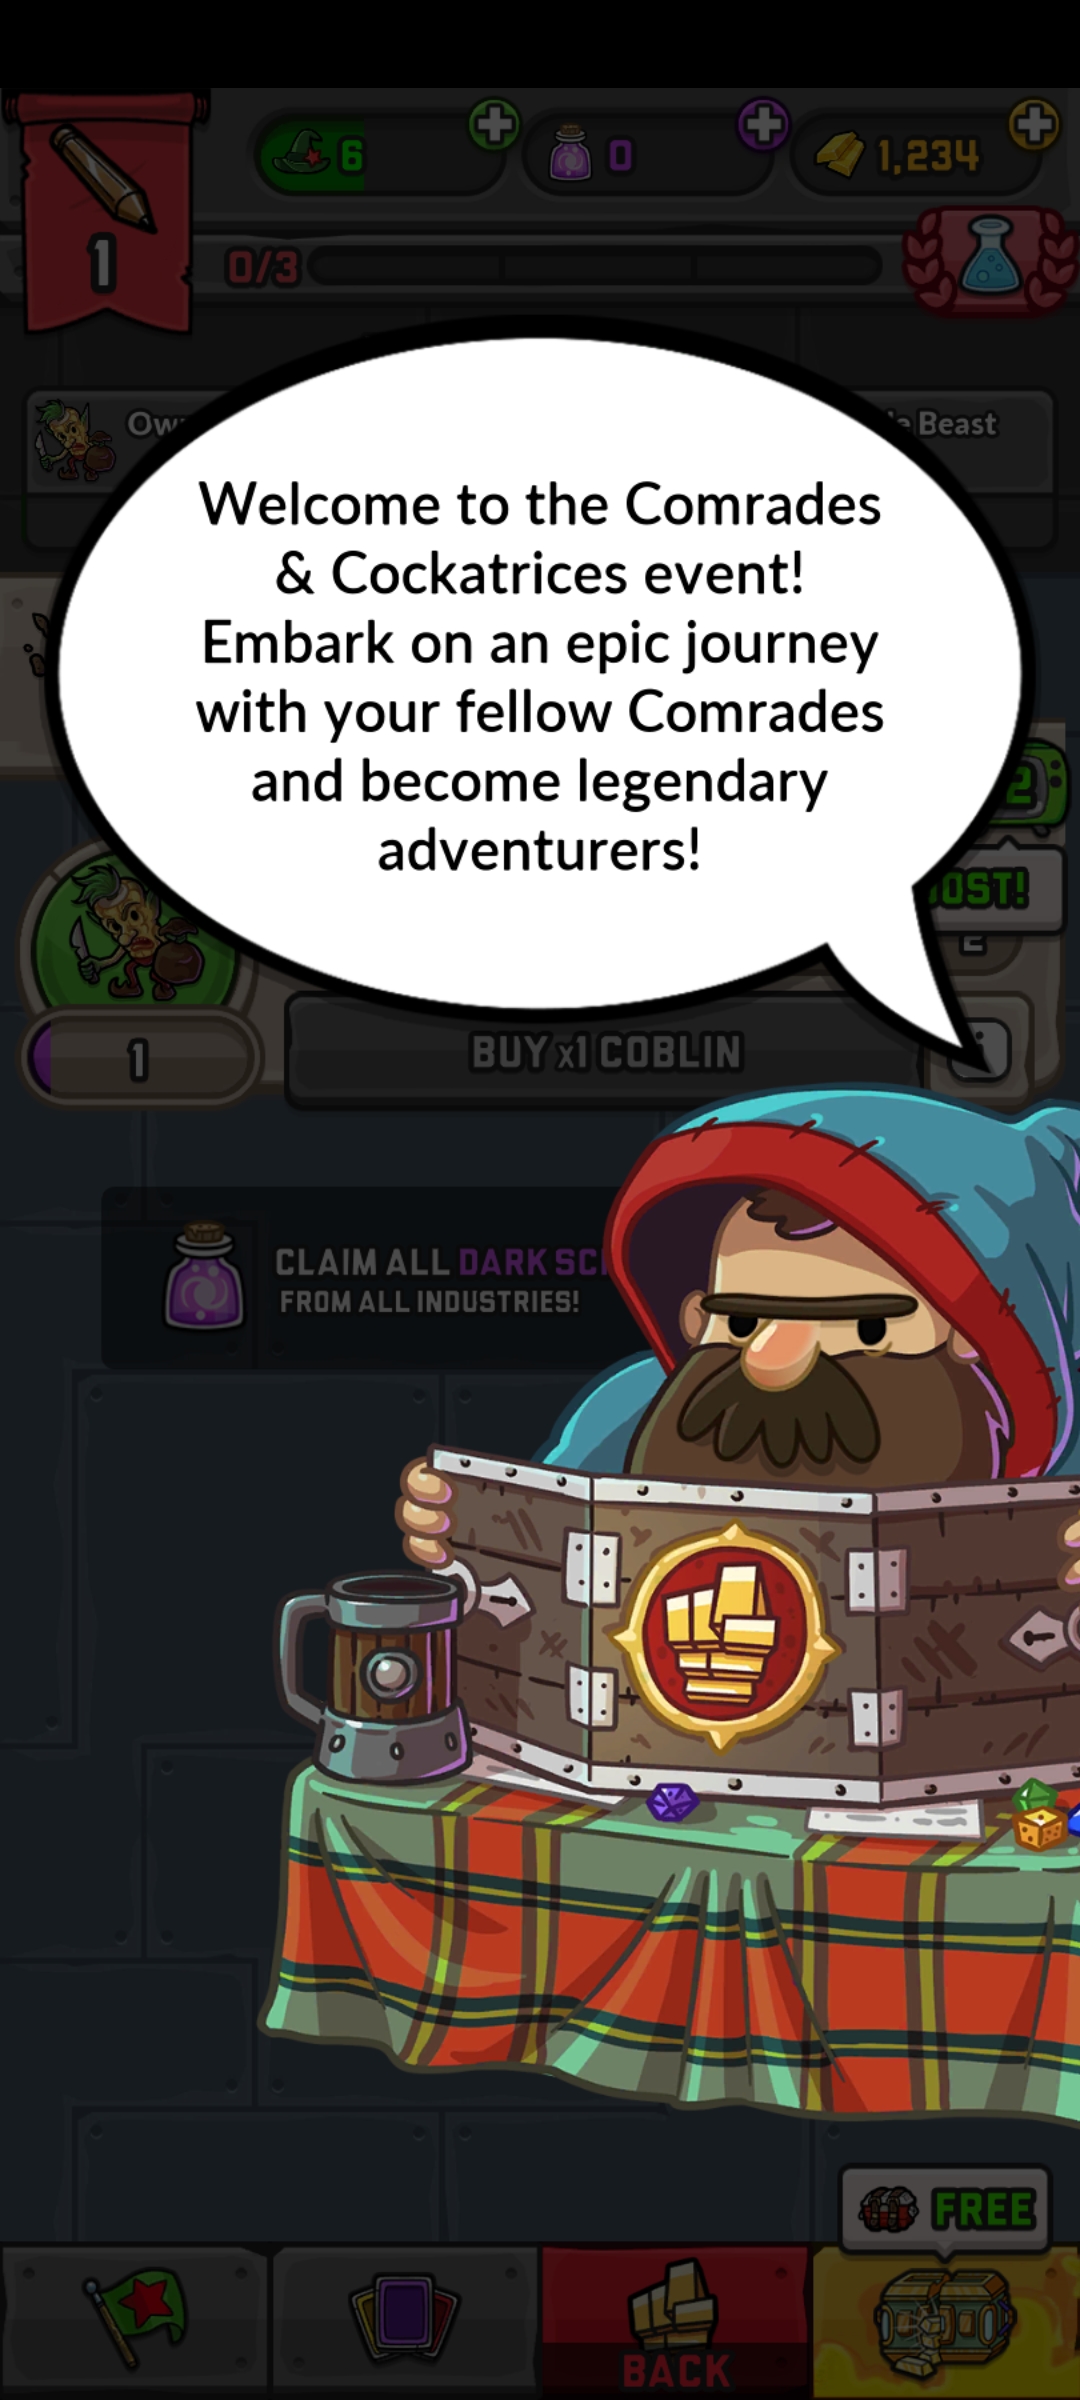 6
0
1,234
1
0/3
Beast
Welcome to the Comrades
& Cockatrices event!
Embark on an epic journey
with your fellow Comrades
and become legendary
adventurers!
2
1
BUY x1 COBLIN
CLAIM ALL DARK
FROM ALL INDUSTRIES!
FREE
BACK